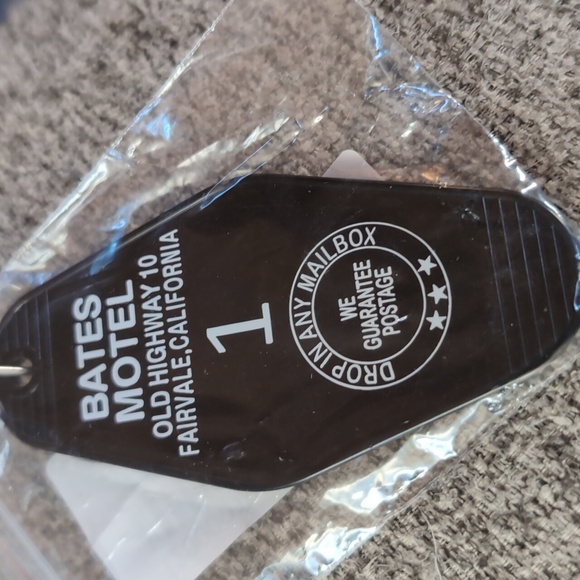 BATES
MOTEL
OLD HIGHWAY 10
FAIRVALE,CALIFORNIA
1
DROP IN ANY MAILBOX
WE
GUARANTEE
POSTAGE